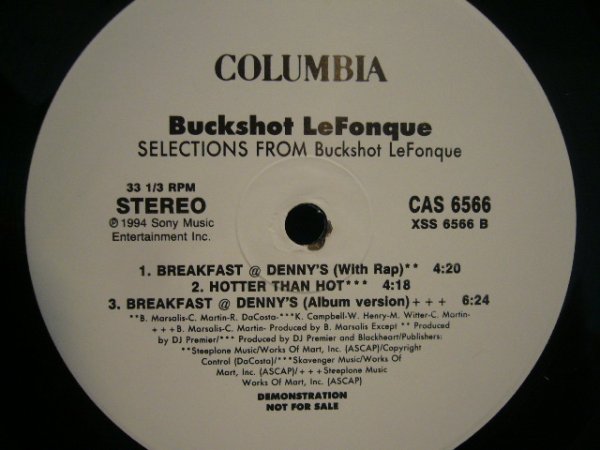 COLUMBIA
Buckshot LeFonque
SELECTIONS FROM Buckshot LeFonque
33 1/3 RPM
STEREO
℗ 1994 Sony Music
Entertainment Inc.
CAS 6566
XSS 6566 B
1. BREAKFAST @ DENNY'S (With Rap)** 4:20
2. HOTTER THAN HOT*** 4:18
3. BREAKFAST @ DENNY'S (Album version)+++ 6:24
**B. Marsalis-C. Martin-R. DaCosta-***K. Campbell-W. Henry-M. Witter-C. Martin-
+++B. Marsalis-C. Martin- Produced by B. Marsalis Except ** Produced
by DJ Premier/*** Produced by DJ Premier and Blackheart/Publishers:
**Steeplone Music/Works Of Mart, Inc. (ASCAP)/Copyright
Control (DaCosta)/***Skavenger Music/Works Of
Mart, Inc. (ASCAP)/+++Steeplone Music
Works Of Mart, Inc. (ASCAP)
DEMONSTRATION
NOT FOR SALE